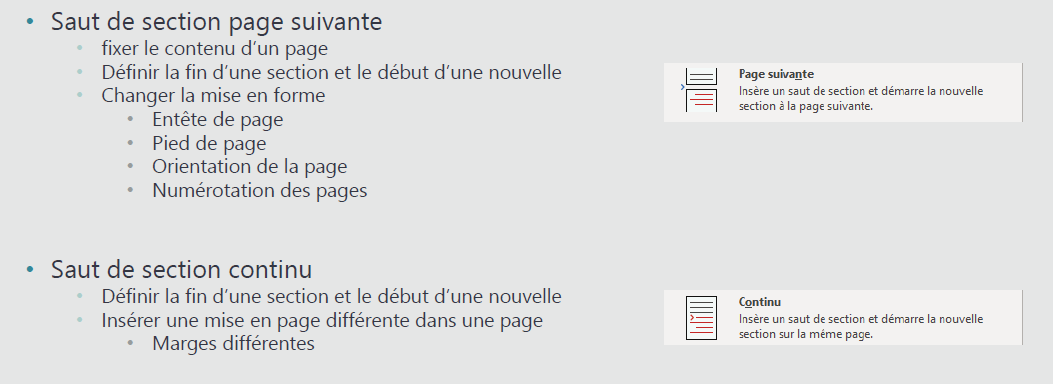 • Saut de section page suivante
• fixer le contenu d'un page
• Définir la fin d'une section et le début d'une nouvelle
• Changer la mise en forme
• Entête de page
• Pied de page
• Orientation de la page
• Numérotation des pages
Page suivante
Insère un saut de section et démarre la nouvelle
section à la page suivante.
• Saut de section continu
• Définir la fin d'une section et le début d'une nouvelle
• Insérer une mise en page différente dans une page
• Marges différentes
Continu
Insère un saut de section et démarre la nouvelle
section sur la même page.